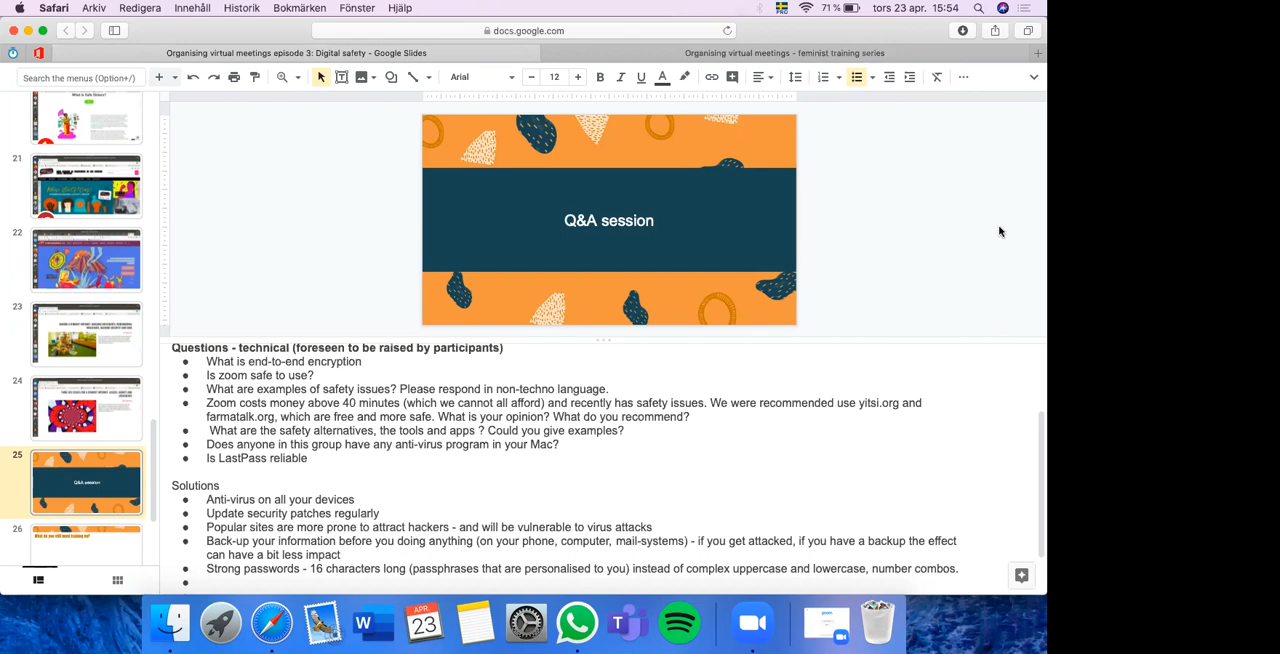 Safari Arkiv Redigera Innehåll Historik Bokmärken Fönster Hjälp 71 % tors 23 apr. 15:54
docs.google.com
Organising virtual meetings episode 3: Digital safety - Google Slides Organising virtual meetings - feminist training series
Search the menus (Option+/) Arial 12
21
22
23
24
25
26
Q&A session
Q&A session
Questions - technical (foreseen to be raised by participants)
● What is end-to-end encryption
● Is zoom safe to use?
● What are examples of safety issues? Please respond in non-techno language.
● Zoom costs money above 40 minutes (which we cannot all afford) and recently has safety issues. We were recommended use yitsi.org and
farmatalk.org, which are free and more safe. What is your opinion? What do you recommend?
● What are the safety alternatives, the tools and apps ? Could you give examples?
● Does anyone in this group have any anti-virus program in your Mac?
● Is LastPass reliable
Solutions
● Anti-virus on all your devices
● Update security patches regularly
● Popular sites are more prone to attract hackers - and will be vulnerable to virus attacks
● Back-up your information before you doing anything (on your phone, computer, mail-systems) - if you get attacked, if you have a backup the effect
can have a bit less impact
● Strong passwords - 16 characters long (passphrases that are personalised to you) instead of complex uppercase and lowercase, number combos.
●
APR.
23